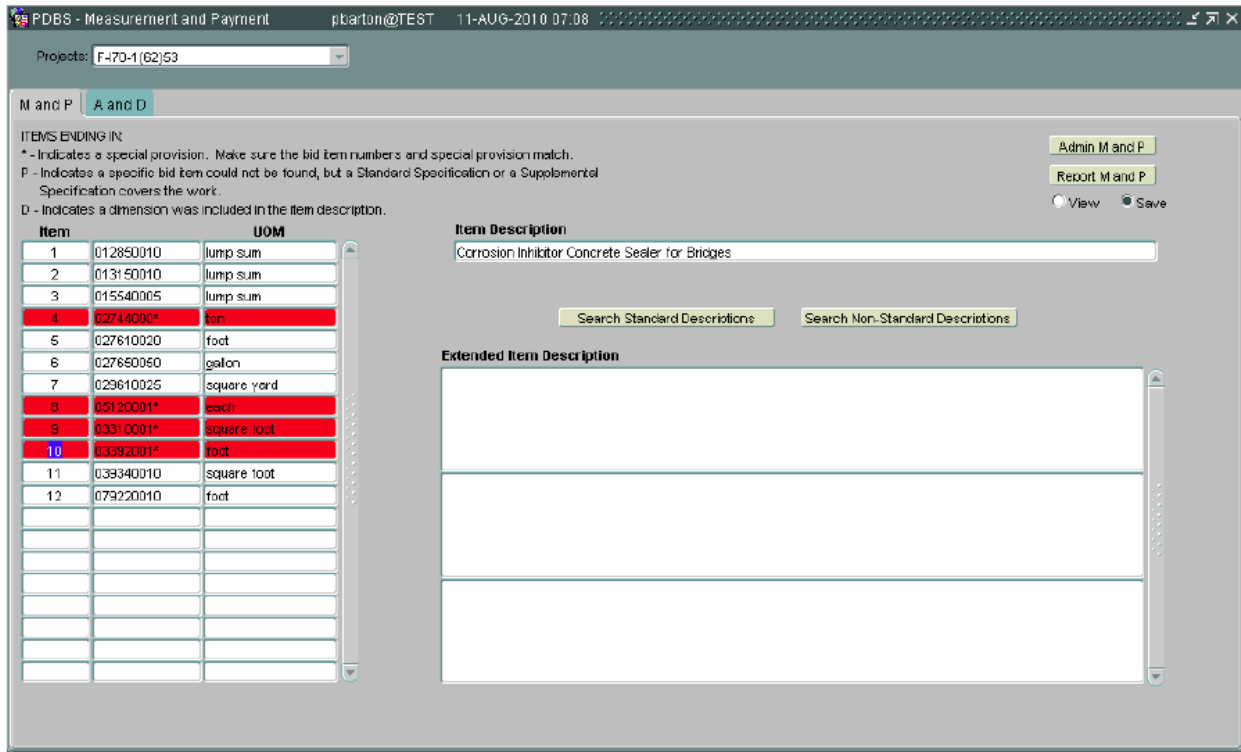 PDBS - Measurement and Payment pbarton@TEST 11-AUG-2010 07:08
Projects: F-I70-1(62)53
M and P A and D
ITEMS ENDING IN:
* - Indicates a special provision. Make sure the bid item numbers and special provision match.
P - Indicates a specific bid item could not be found, but a Standard Specification or a Supplemental
Specification covers the work.
D - Indicates a dimension was included in the item description.
Admin M and P
Report M and P
View Save
Item UOM
1 012850010 lump sum
2 013150010 lump sum
3 015540005 lump sum
4 02744000* ton
5 027610020 foot
6 027650050 gallon
7 029610025 square yard
8 05120001* each
9 03310001* square foot
10 03392001* foot
11 039340010 square foot
12 079220010 foot
Item Description
Corrosion Inhibitor Concrete Sealer for Bridges
Search Standard Descriptions Search Non-Standard Descriptions
Extended Item Description